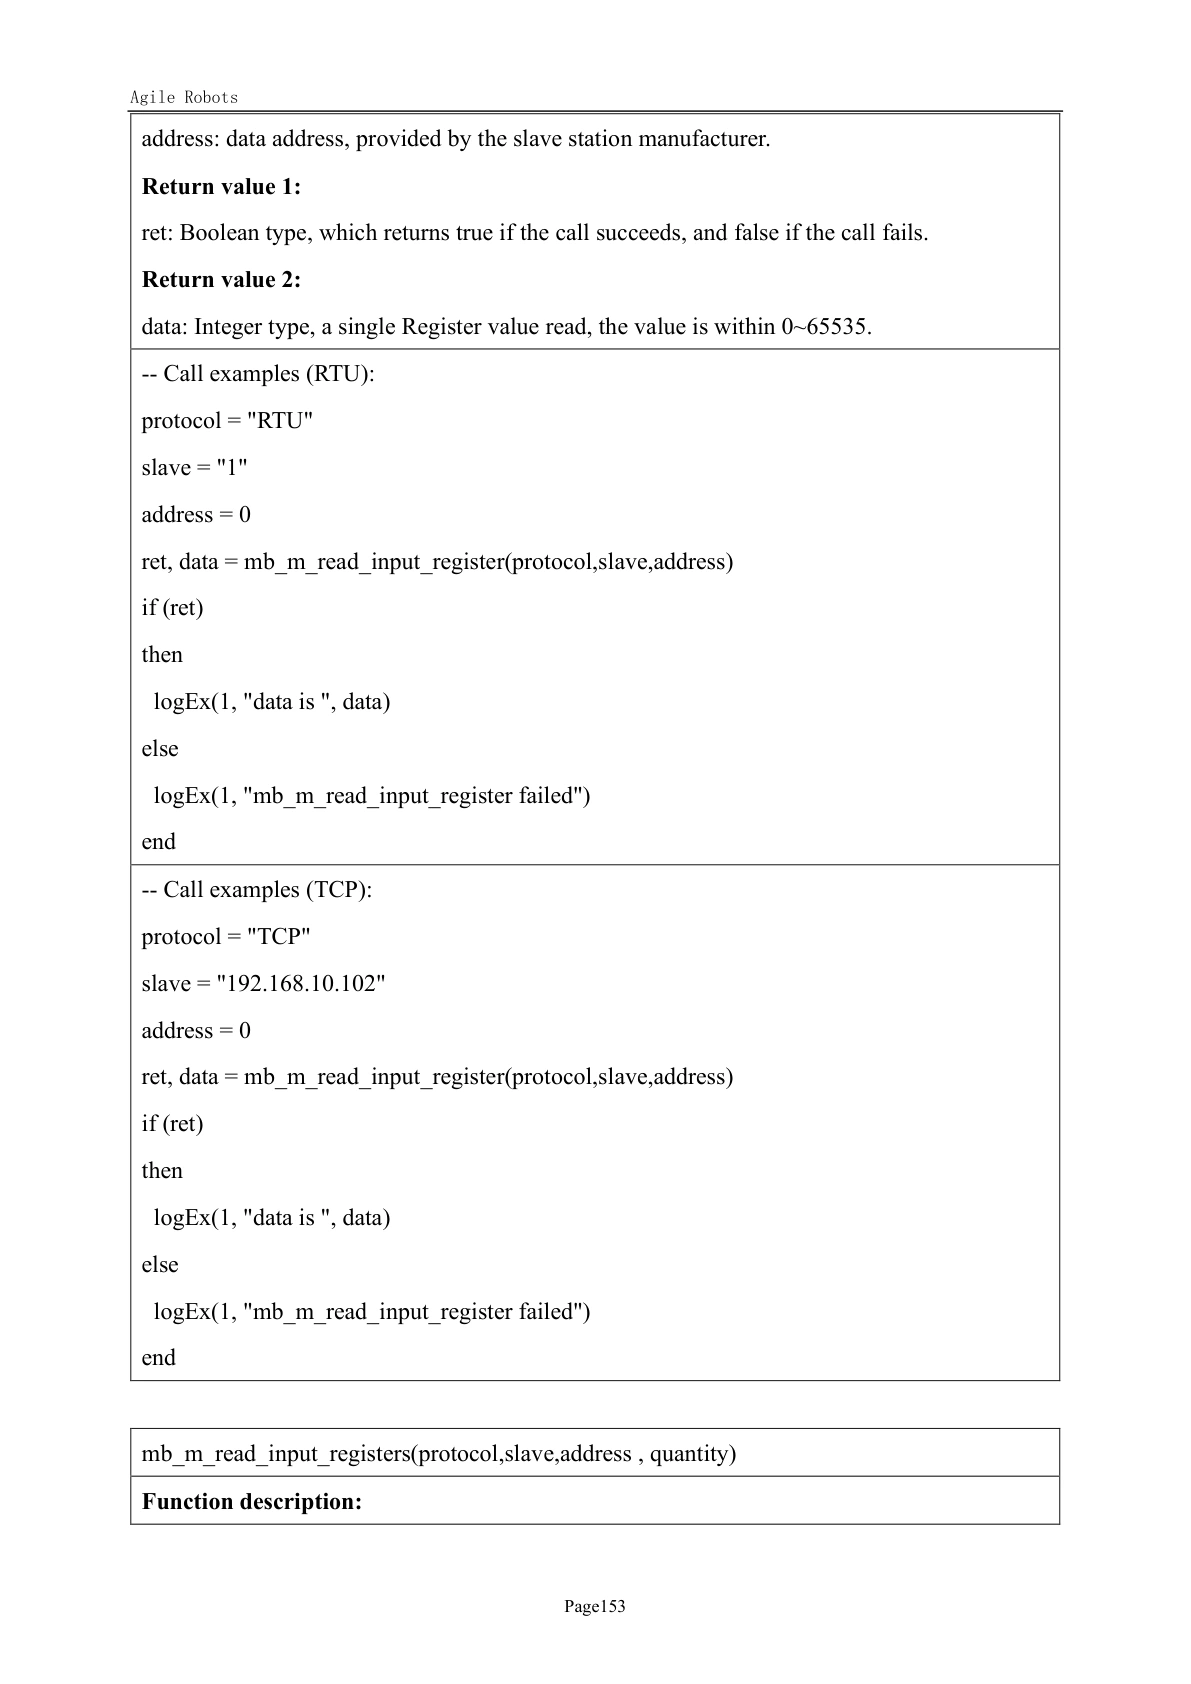 Agile Robots
address: data address, provided by the slave station manufacturer.
Return value 1:
ret: Boolean type, which returns true if the call succeeds, and false if the call fails.
Return value 2:
data: Integer type, a single Register value read, the value is within 0~65535.
-- Call examples (RTU):
protocol = "RTU"
slave = "1"
address = 0
ret, data = mb_m_read_input_register(protocol,slave,address)
if (ret)
then
  logEx(1, "data is ", data)
else
  logEx(1, "mb_m_read_input_register failed")
end
-- Call examples (TCP):
protocol = "TCP"
slave = "192.168.10.102"
address = 0
ret, data = mb_m_read_input_register(protocol,slave,address)
if (ret)
then
  logEx(1, "data is ", data)
else
  logEx(1, "mb_m_read_input_register failed")
end
mb_m_read_input_registers(protocol,slave,address , quantity)
Function description:
Page153